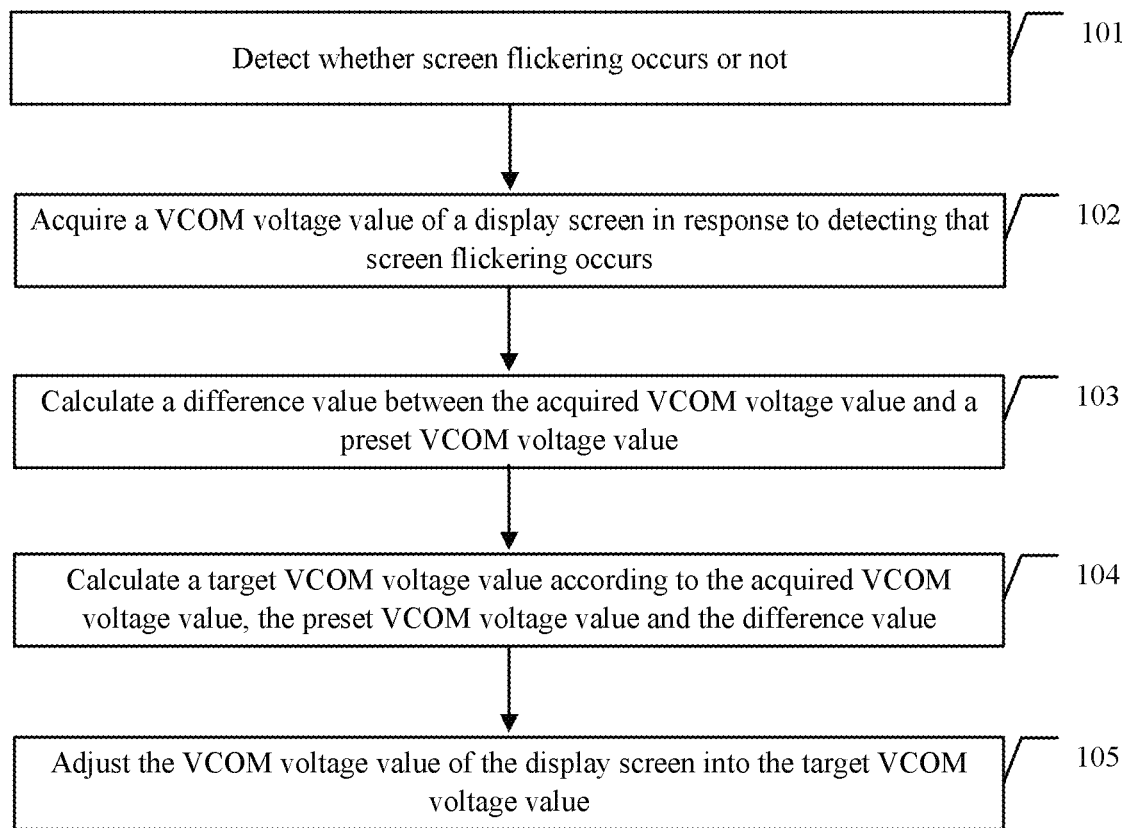 Detect whether screen flickering occurs or not
101
Acquire a VCOM voltage value of a display screen in response to detecting that
screen flickering occurs
102
Calculate a difference value between the acquired VCOM voltage value and a
preset VCOM voltage value
103
Calculate a target VCOM voltage value according to the acquired VCOM
voltage value, the preset VCOM voltage value and the difference value
104
Adjust the VCOM voltage value of the display screen into the target VCOM
voltage value
105